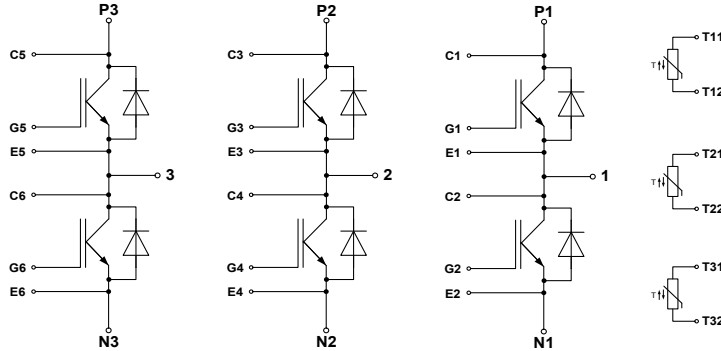 P3
P2
P1
C5
C3
C1
T11
T↑↓
T12
G5
G3
G1
E5
E3
E1
T21
3
2
1
T↑↓
C6
C4
C2
T22
G6
G4
G2
T31
E6
E4
E2
T↑↓
T32
N3
N2
N1